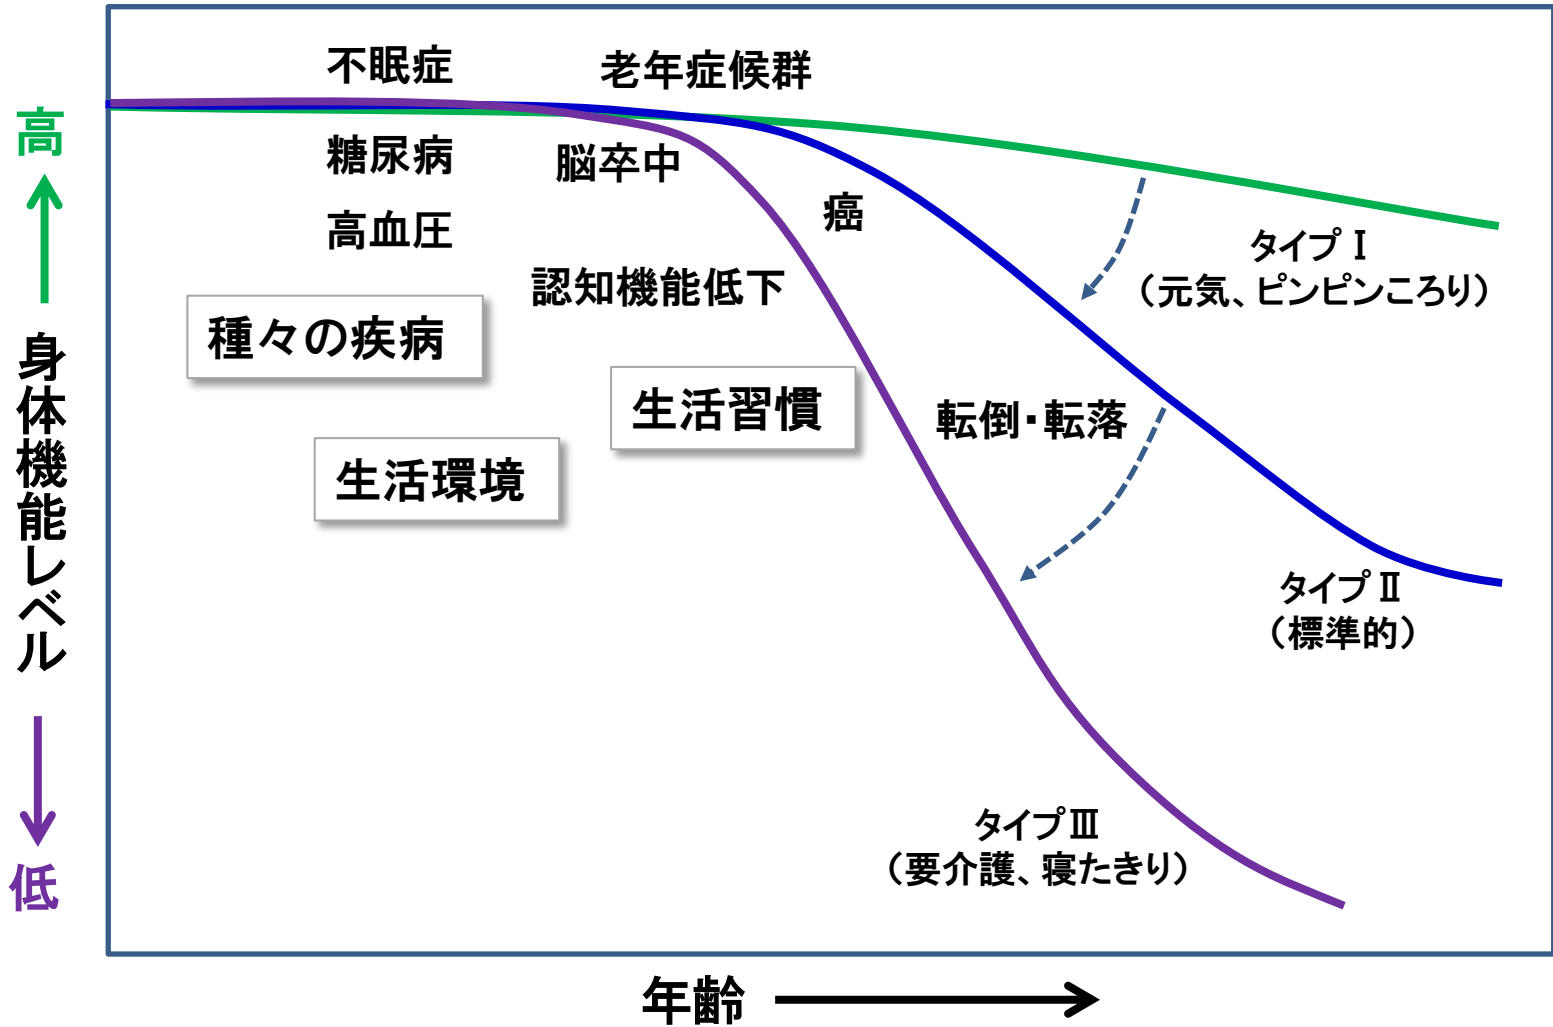 不眠症
老年症候群
高
糖尿病
脳卒中
癌
高血圧
タイプⅠ
（元気、ピンピンころり）
認知機能低下
種々の疾病
身体機能レベル
生活習慣
転倒・転落
生活環境
タイプⅡ
（標準的）
タイプⅢ
（要介護、寝たきり）
低
年齢